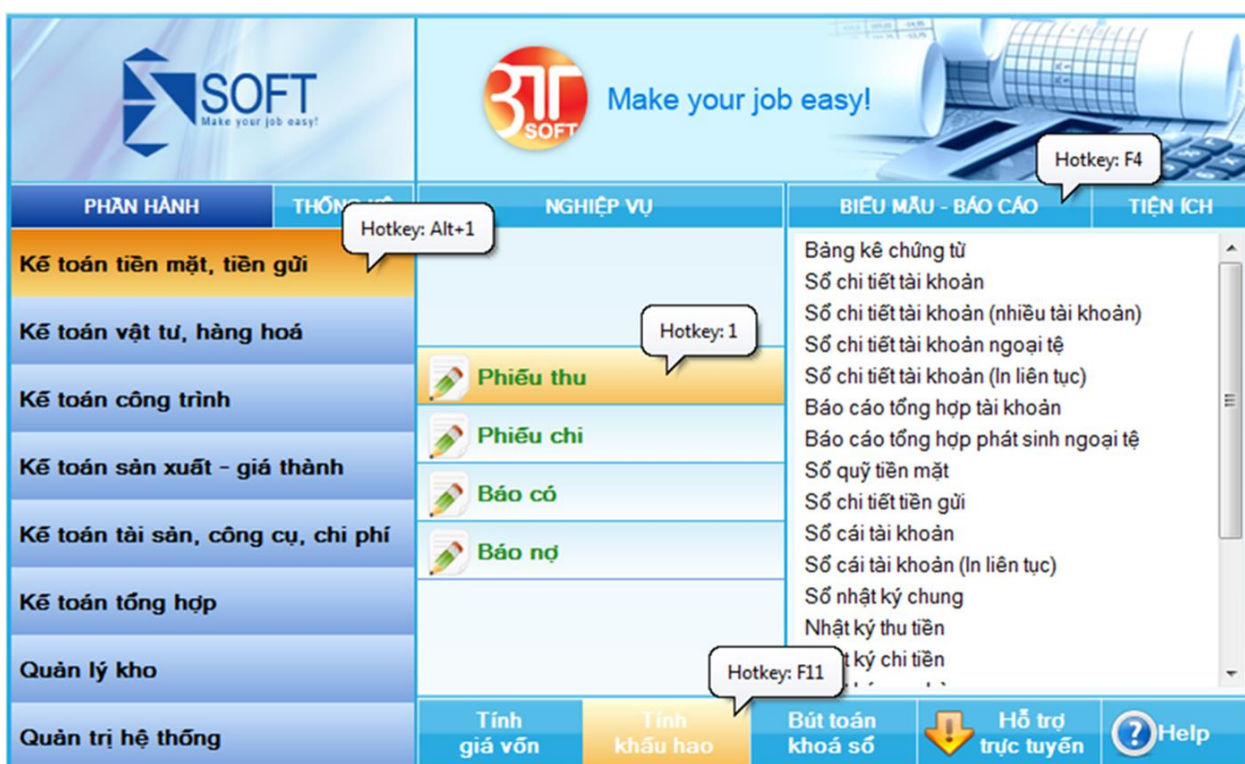 SOFT
Make your job easy!
3TSOFT
Make your job easy!
Hotkey: F4
PHÂN HÀNH
NGHIỆP VỤ
BIỂU MẪU - BÁO CÁO
TIỆN ÍCH
Hotkey: Alt+1
Kế toán tiền mặt, tiền gửi
Kế toán vật tư, hàng hoá
Kế toán công trình
Kế toán sản xuất - giá thành
Kế toán tài sản, công cụ, chi phí
Kế toán tổng hợp
Quản lý kho
Quản trị hệ thống
Hotkey: 1
Phiếu thu
Phiếu chi
Báo có
Báo nợ
Bảng kê chứng từ
Sổ chi tiết tài khoản
Sổ chi tiết tài khoản (nhiều tài khoản)
Sổ chi tiết tài khoản ngoại tệ
Sổ chi tiết tài khoản (In liên tục)
Báo cáo tổng hợp tài khoản
Báo cáo tổng hợp phát sinh ngoại tệ
Sổ quỹ tiền mặt
Sổ chi tiết tiền gửi
Sổ cái tài khoản
Sổ cái tài khoản (In liên tục)
Sổ nhật ký chung
Nhật ký thu tiền
ký chi tiền
Hotkey: F11
Tính
giá vốn
Tính
khấu hao
Bút toán
khoá sổ
Hỗ trợ
trực tuyến
Help